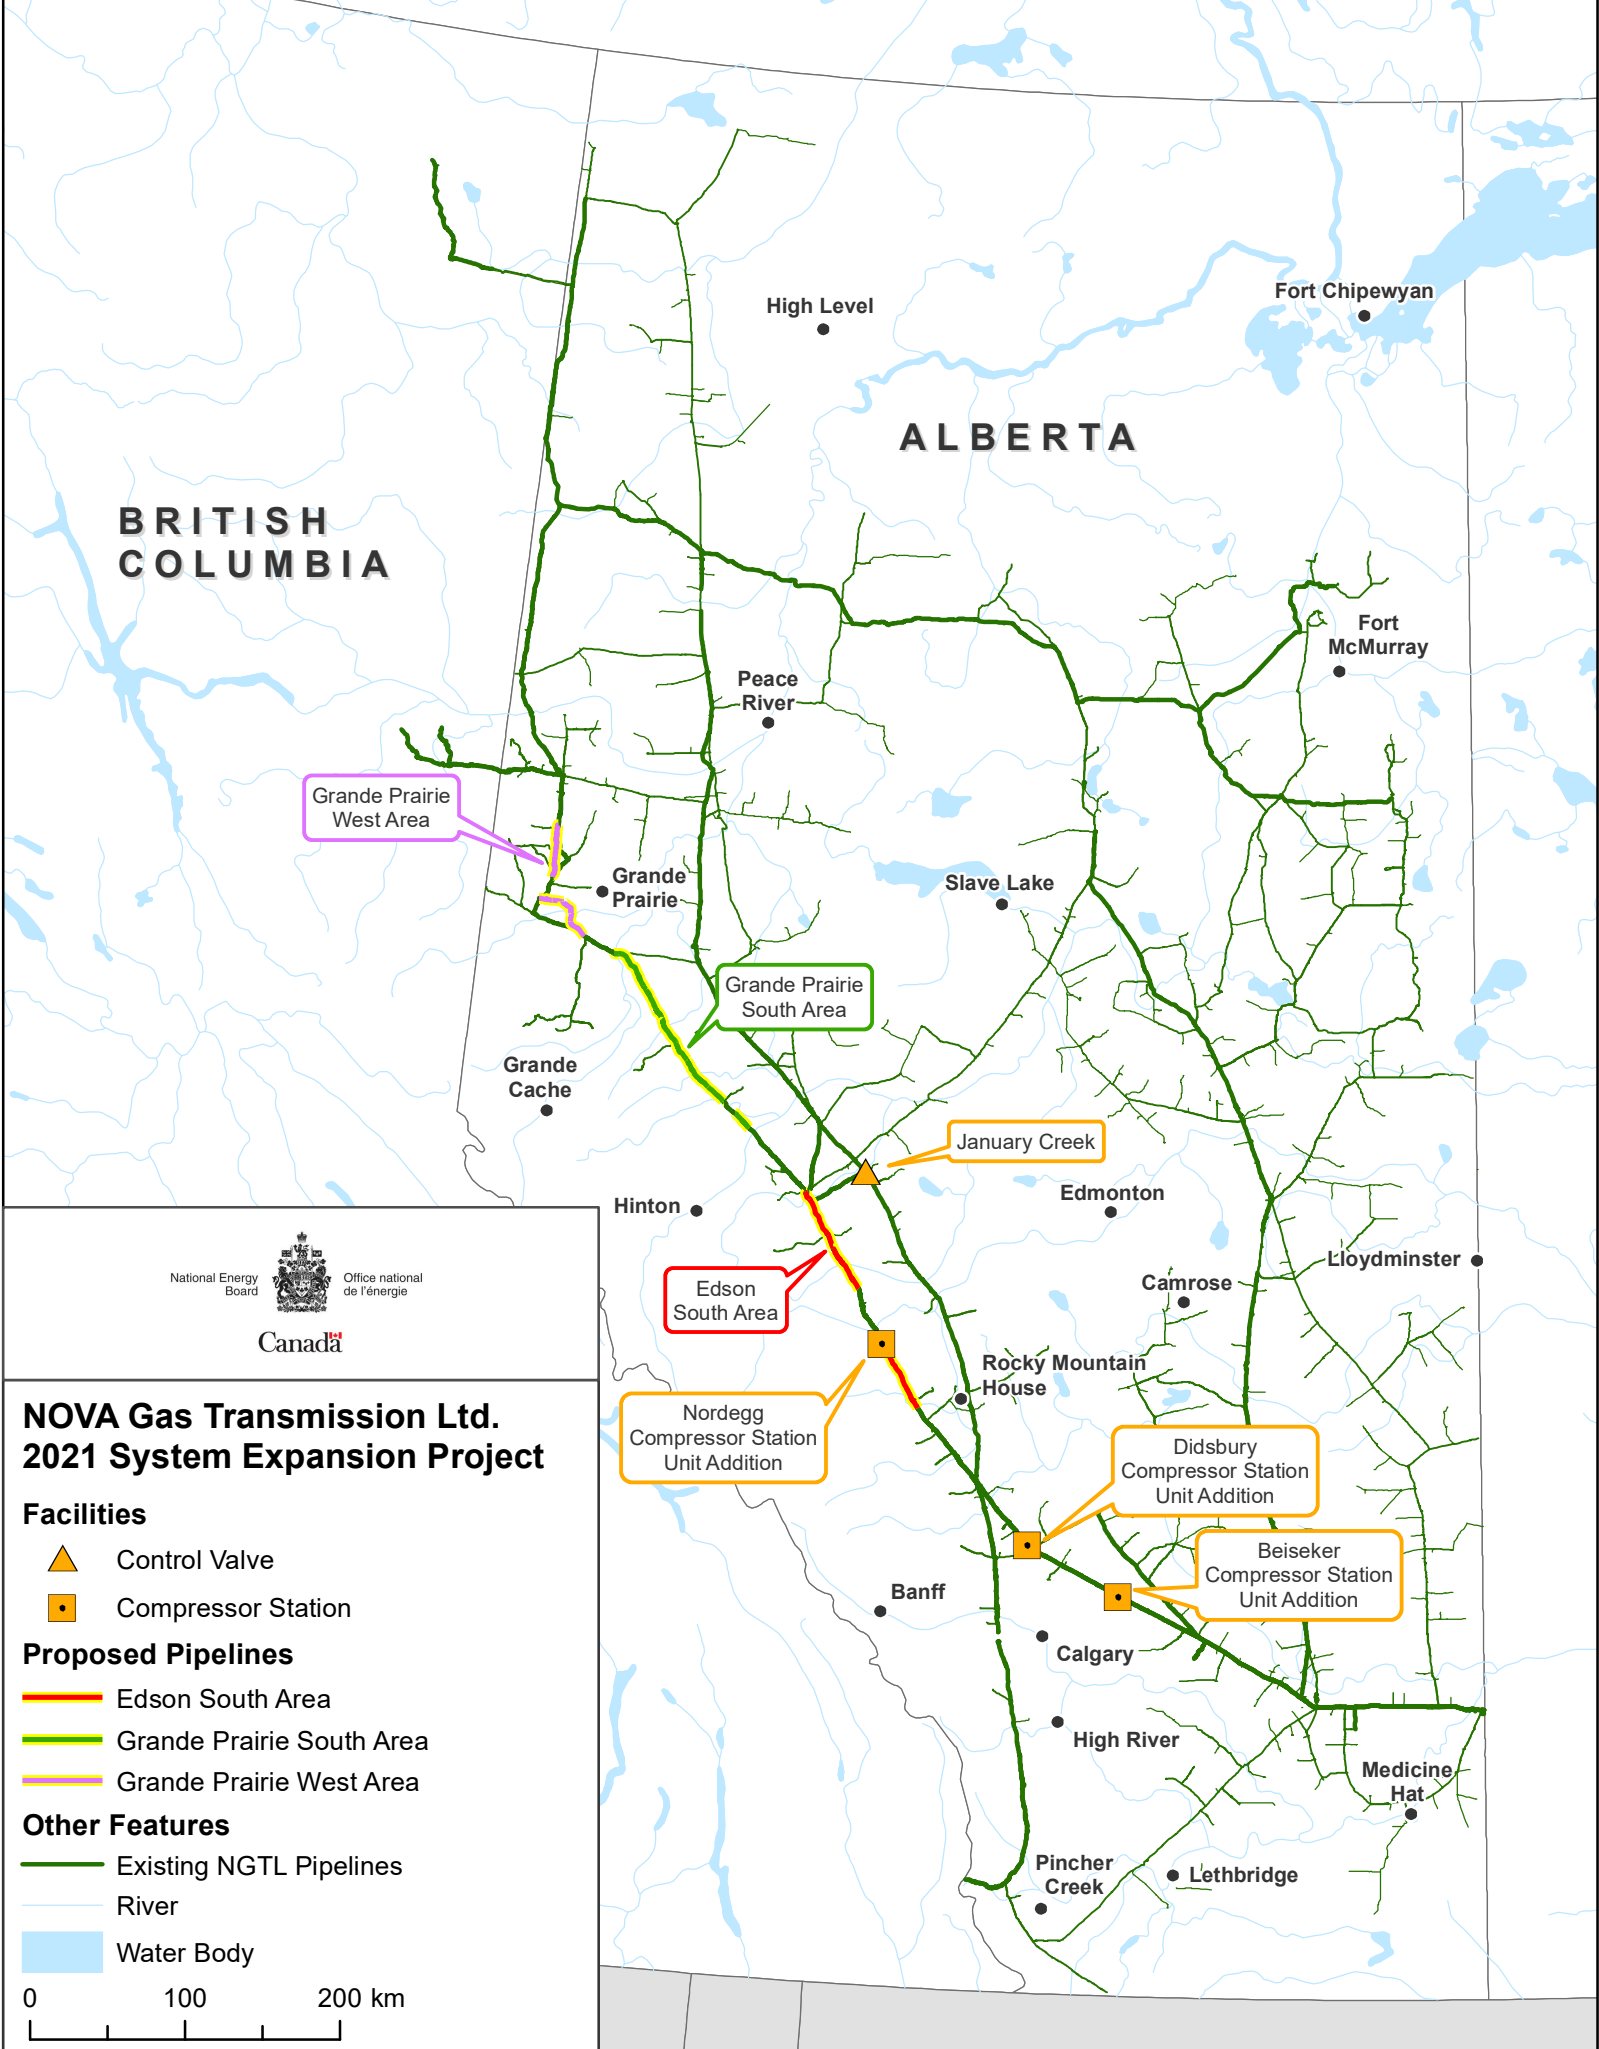 High Level
Fort Chipewyan
ALBERTA
BRITISH
COLUMBIA
Fort
McMurray
Peace
River
Grande Prairie
West Area
Grande
Prairie
Slave Lake
Grande Prairie
South Area
Grande
Cache
January Creek
Hinton
Edmonton
Lloydminster
Edson
South Area
Camrose
Rocky Mountain
House
Nordegg
Compressor Station
Unit Addition
Didsbury
Compressor Station
Unit Addition
Beiseker
Compressor Station
Unit Addition
Banff
Calgary
High River
Medicine
Hat
Pincher
Creek
Lethbridge
National Energy
Board
Office national
de l'énergie
Canada
NOVA Gas Transmission Ltd.
2021 System Expansion Project
Facilities
Control Valve
Compressor Station
Proposed Pipelines
Edson South Area
Grande Prairie South Area
Grande Prairie West Area
Other Features
Existing NGTL Pipelines
River
Water Body
0 100 200 km